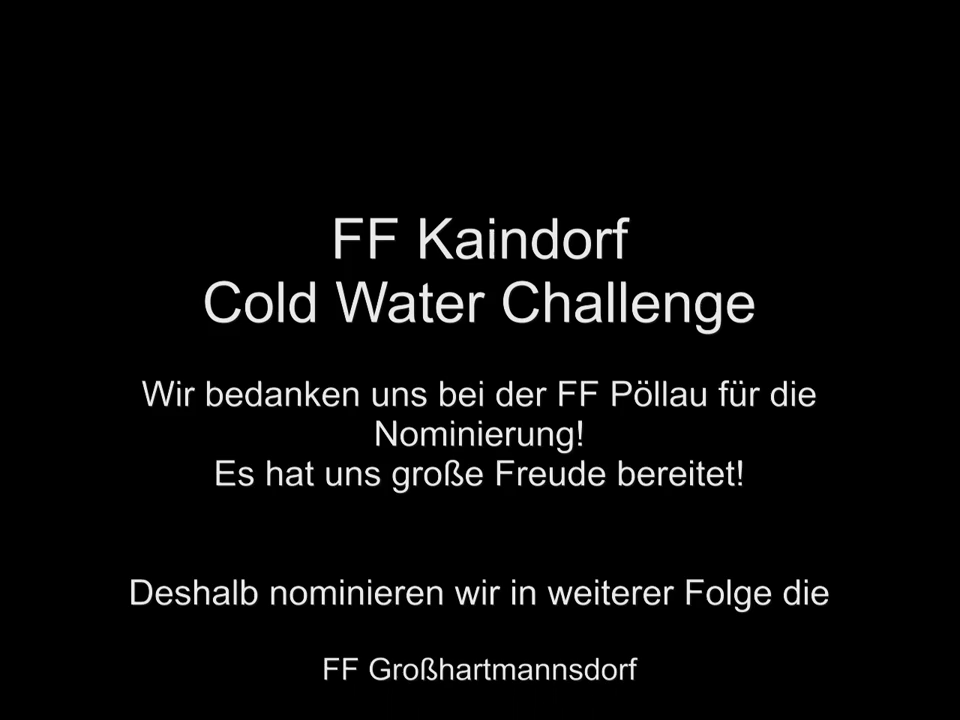 FF Kaindorf
Cold Water Challenge
Wir bedanken uns bei der FF Pöllau für die
Nominierung!
Es hat uns große Freude bereitet!
Deshalb nominieren wir in weiterer Folge die
FF Großhartmannsdorf